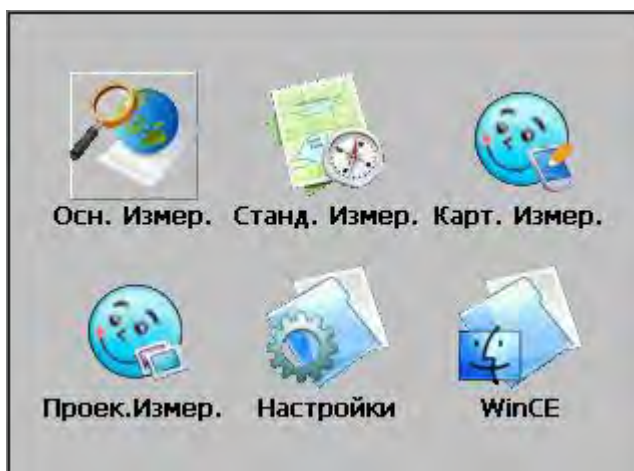 Осн. Измер. Станд. Измер. Карт. Измер.
Проек.Измер. Настройки WinCE